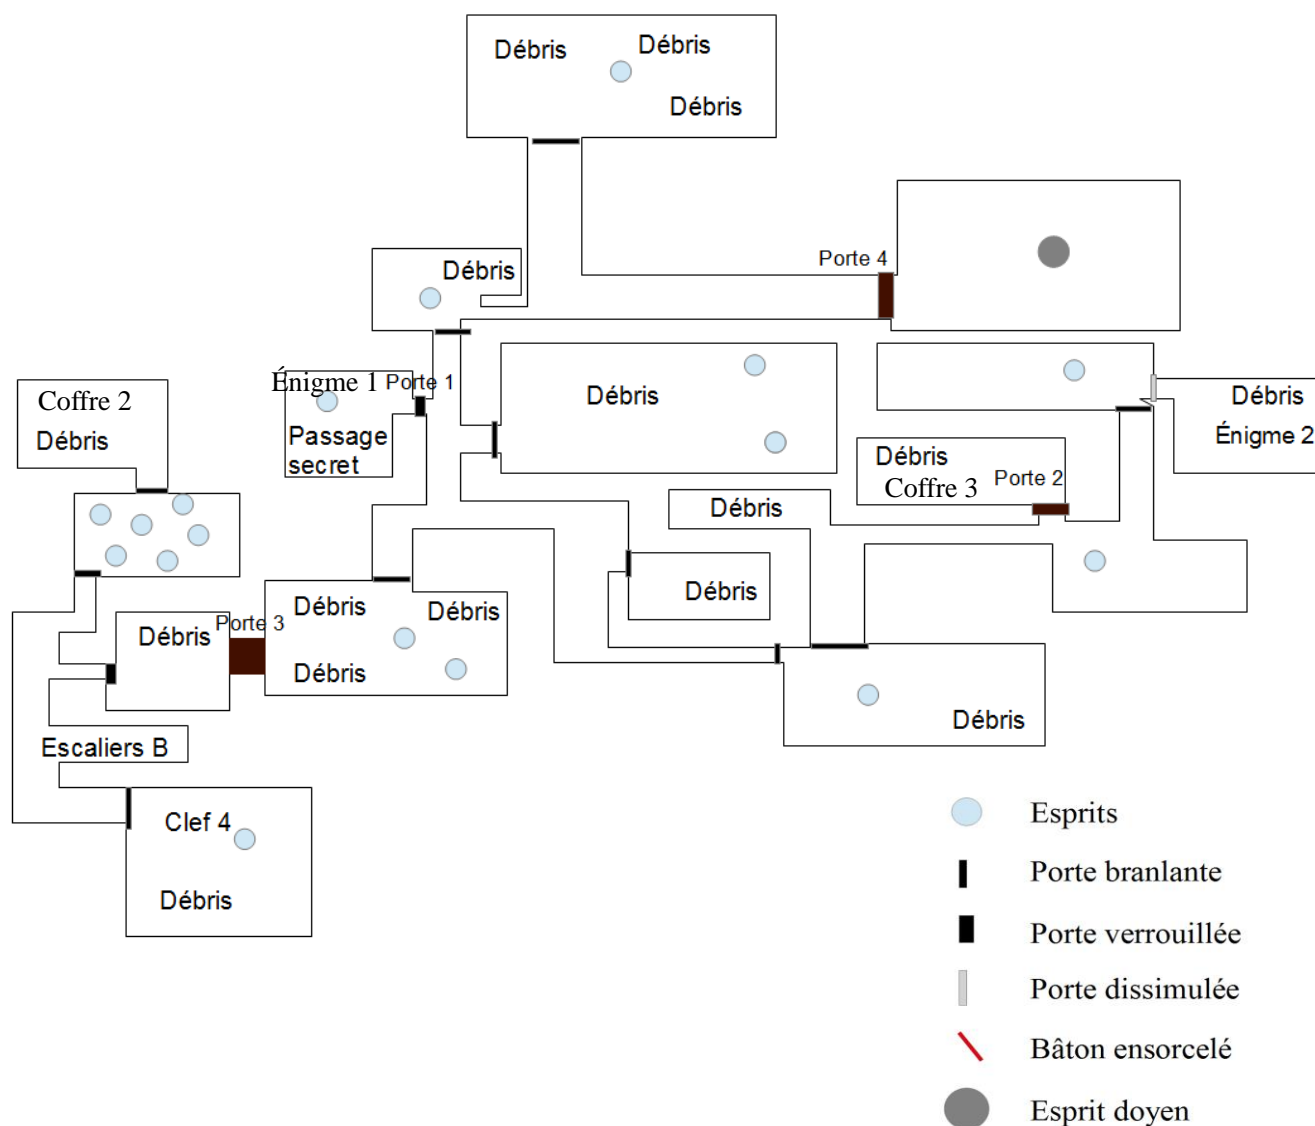 Débris
Débris
Débris
Porte 4
Débris
Énigme 1
Porte 1
Passage
secret
Débris
Débris
Énigme 2
Coffre 2
Débris
Débris
Coffre 3
Porte 2
Débris
Débris
Débris
Débris
Débris
Porte 3
Débris
Débris
Débris
Escaliers B
Clef 4
Débris
Esprits
Porte branlante
Porte verrouillée
Porte dissimulée
Bâton ensorcelé
Esprit doyen